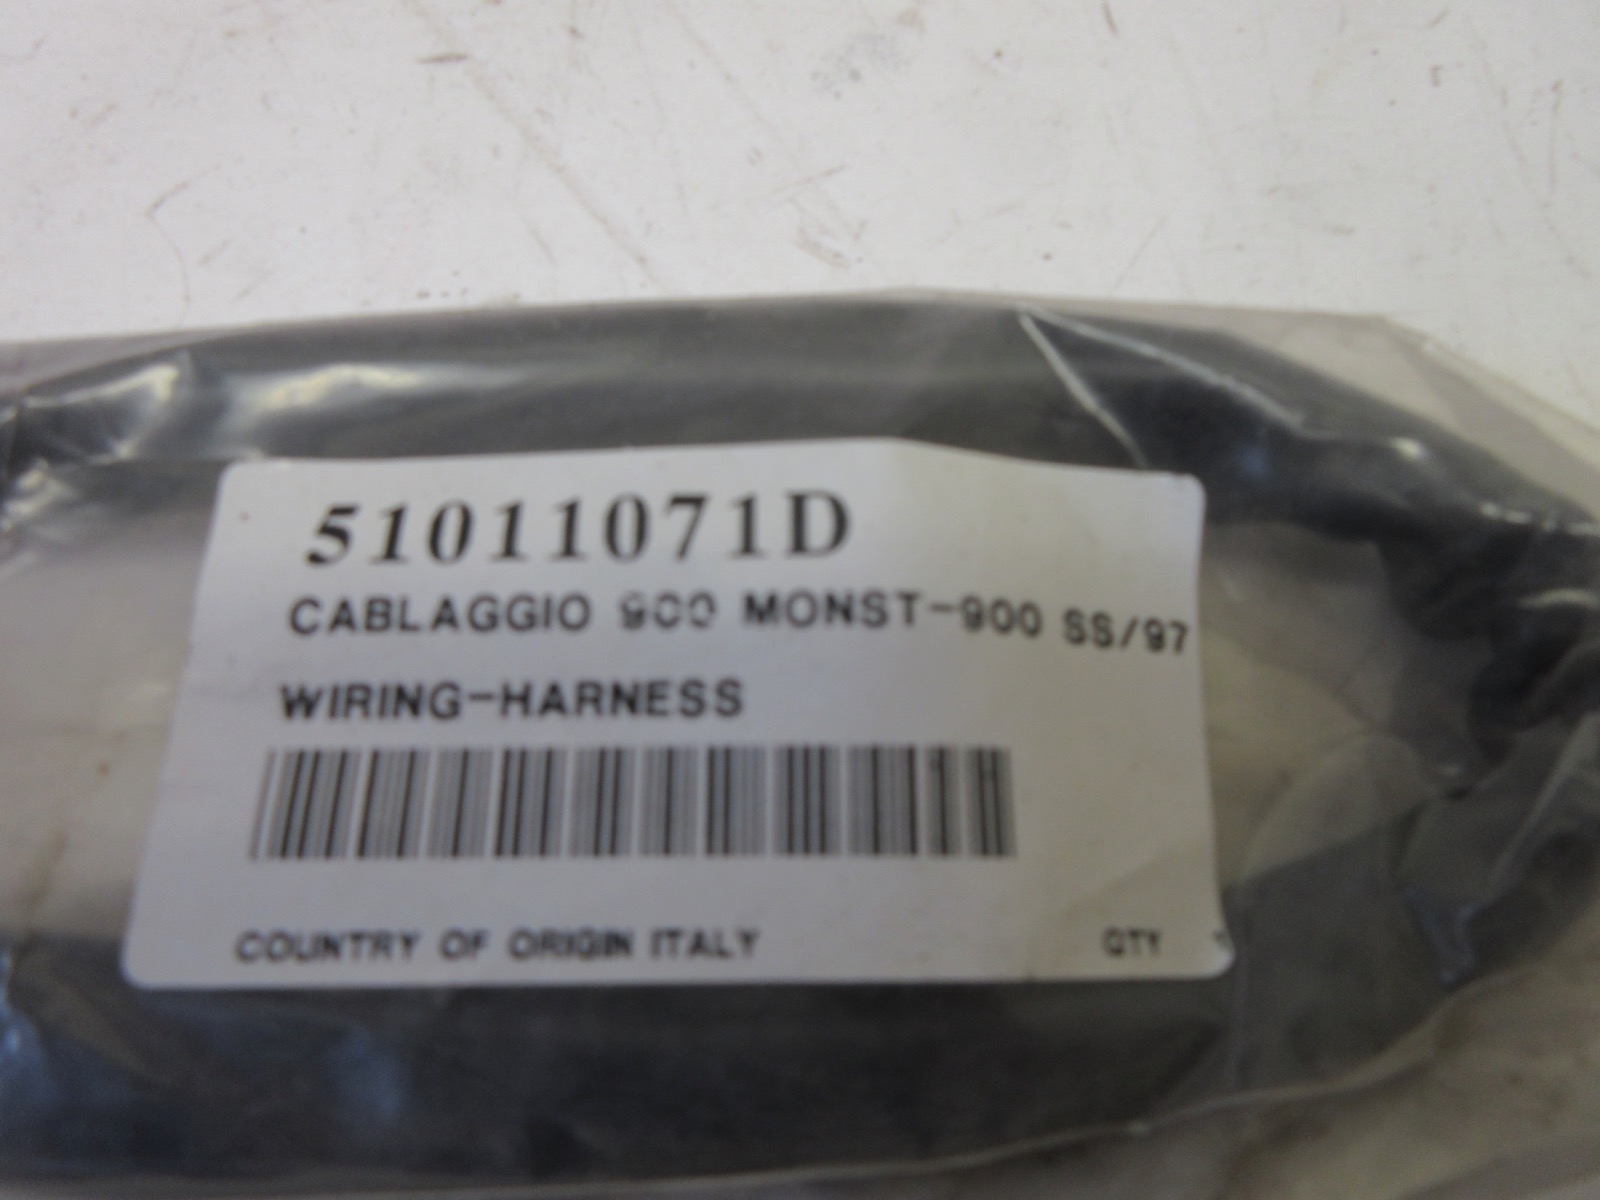 51011071D
CABLAGGIO 900 MONST-900 SS/97
WIRING-HARNESS
COUNTRY OF ORIGIN ITALY QTY